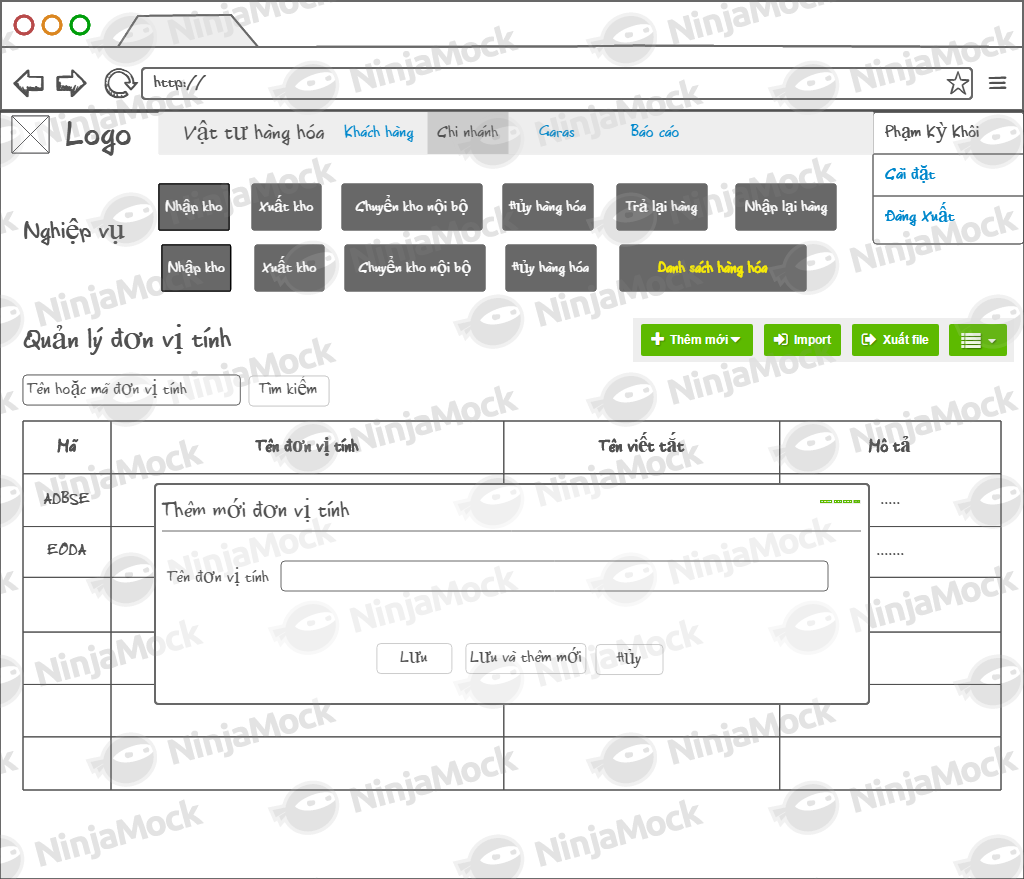 http://
Logo
Vật tư hàng hóa Khách hàng Chi nhánh Garas Báo cáo
Phạm Kỳ Khôi
Cài đặt
Đăng Xuất
Nghiệp vụ
Nhập kho Xuất kho Chuyển kho nội bộ Hủy hàng hóa Trả lại hàng Nhập lại hàng
Nhập kho Xuất kho Chuyển kho nội bộ Hủy hàng hóa Danh sách hàng hóa
Quản lý đơn vị tính
Thêm mới Import Xuất file
Tên hoặc mã đơn vị tính Tìm kiếm
Mã Tên đơn vị tính Tên viết tắt Mô tả
ADBSE .....
EODA .......
Thêm mới đơn vị tính
Tên đơn vị tính
Lưu Lưu và thêm mới Hủy
NinjaMock